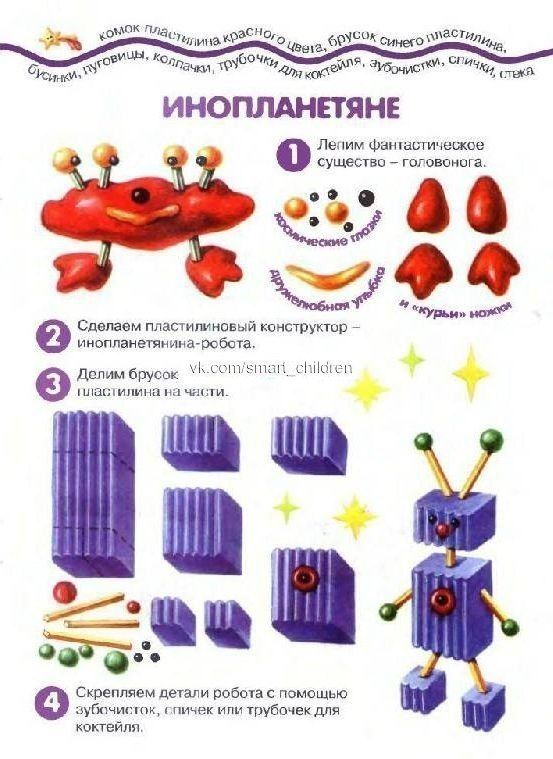 комок пластилина красного цвета, брусок синего пластилина,
бусинки, пуговицы, колпачки, трубочки для коктейля, зубочистки, спички, стека
ИНОПЛАНЕТЯНЕ
1 Лепим фантастическое
существо – головонога.
космические глазки
дружелюбная улыбка
и «курьи» ножки
2 Сделаем пластилиновый конструктор –
инопланетянина-робота.
vk.com/smart_children
3 Делим брусок
пластилина на части.
4 Скрепляем детали робота с помощью
зубочисток, спичек или трубочек для
коктейля.